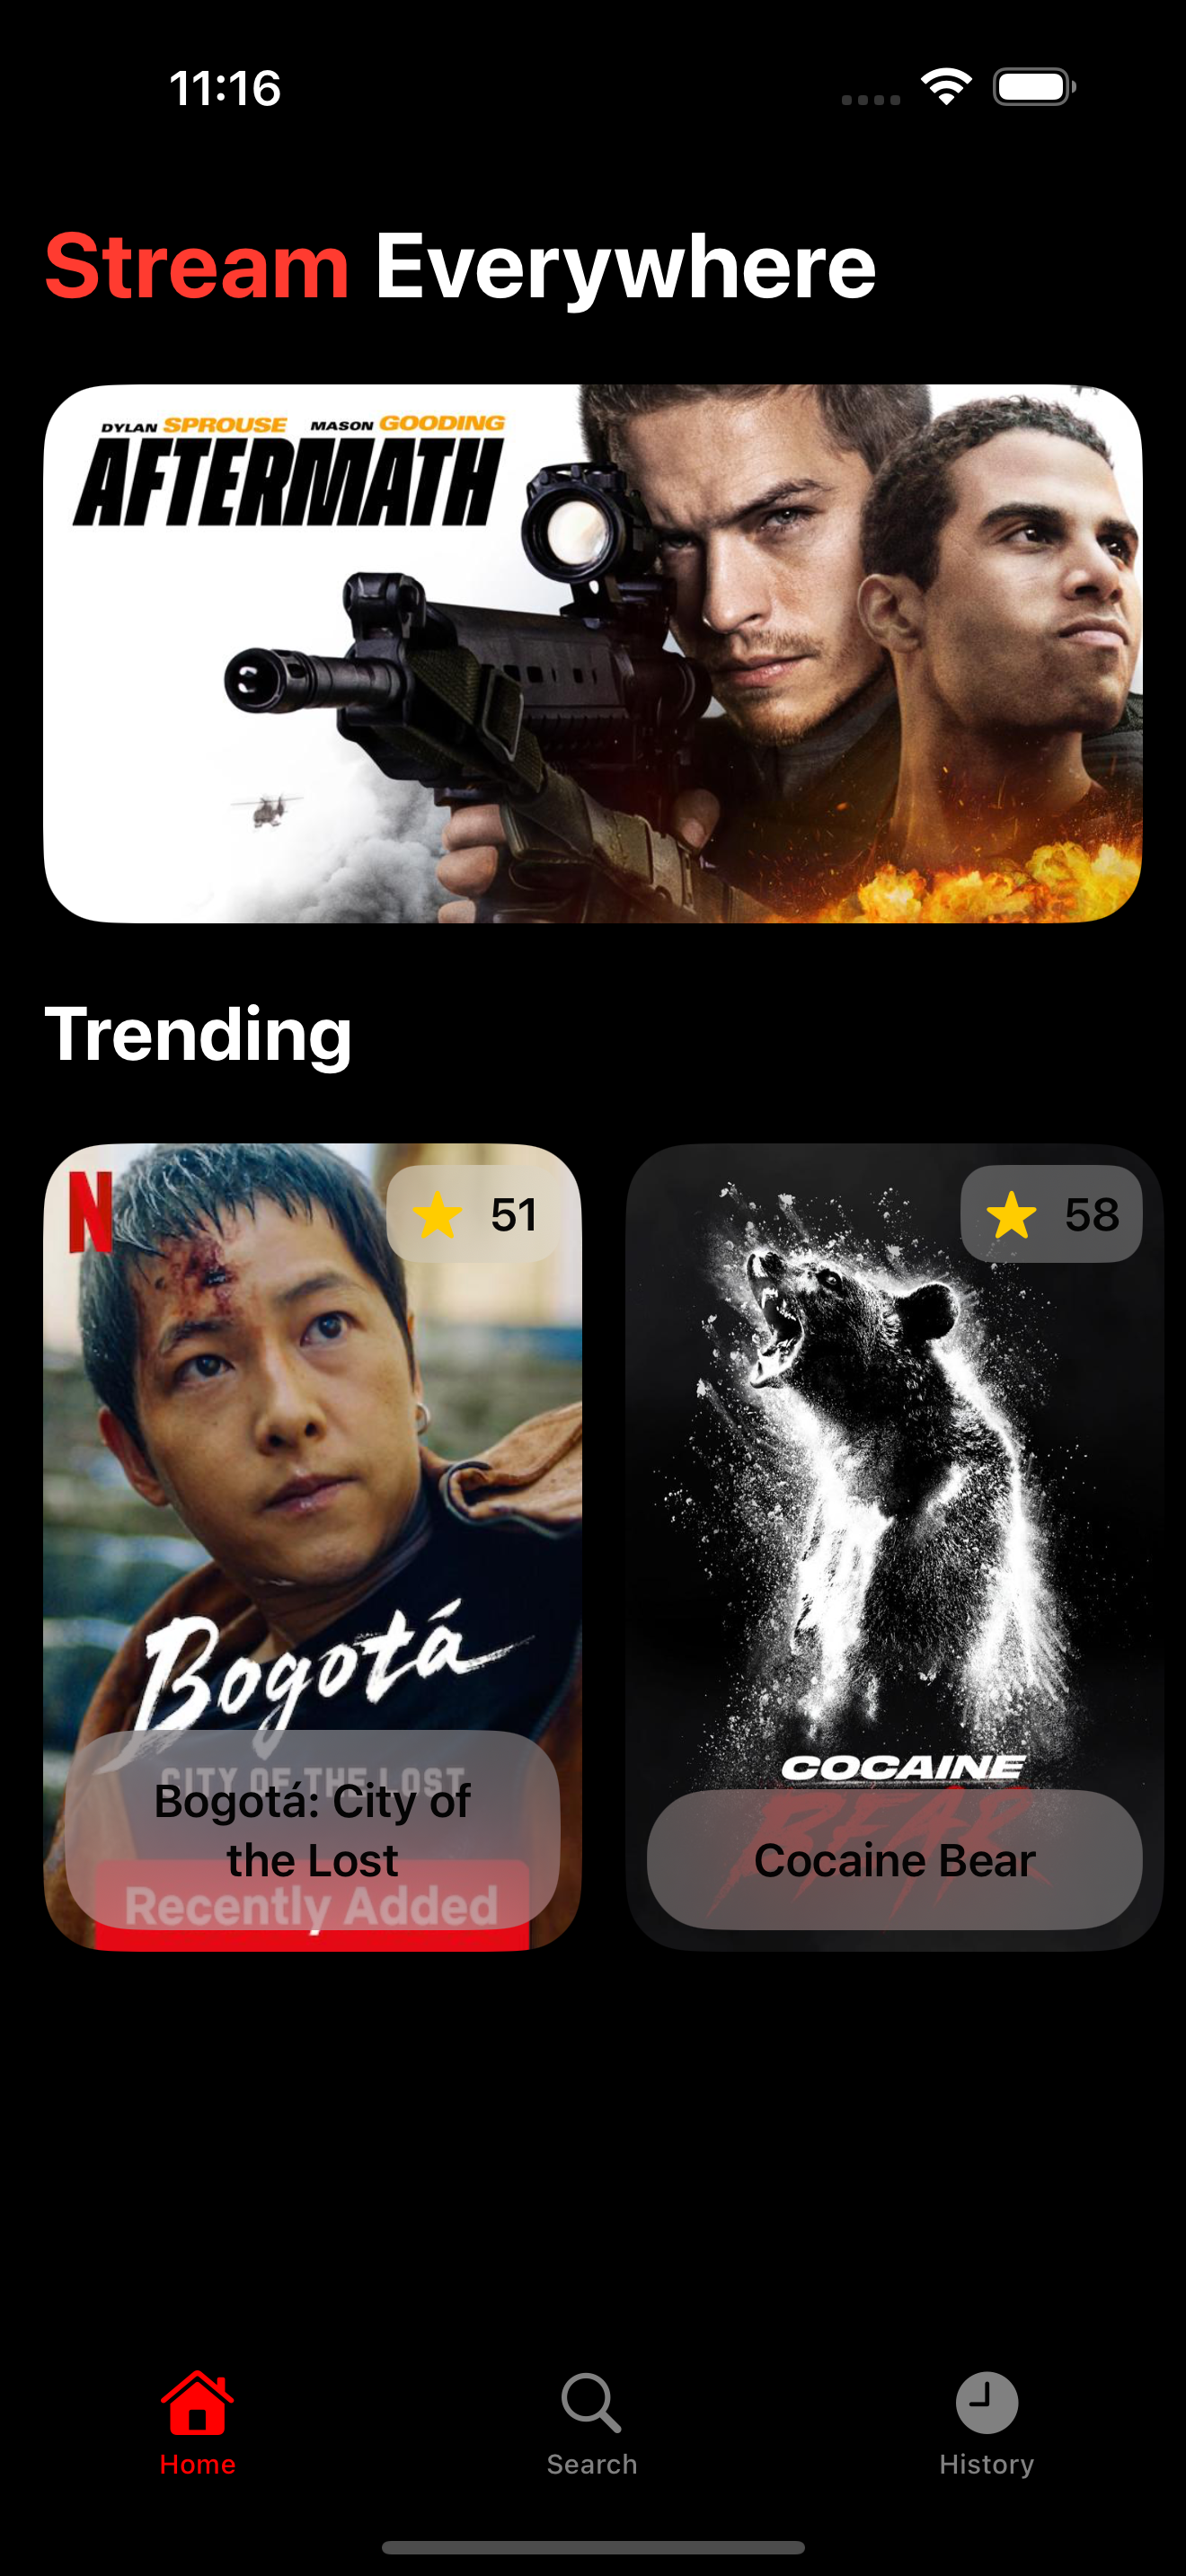 11:16
Stream Everywhere
DYLAN SPROUSE MASON GOODING
AFTERMATH
Trending
N
51
58
Bogotá
CITY OF THE LOST
Bogotá: City of
the Lost
Recently Added
COCAINE
BEAR
Cocaine Bear
Home
Search
History